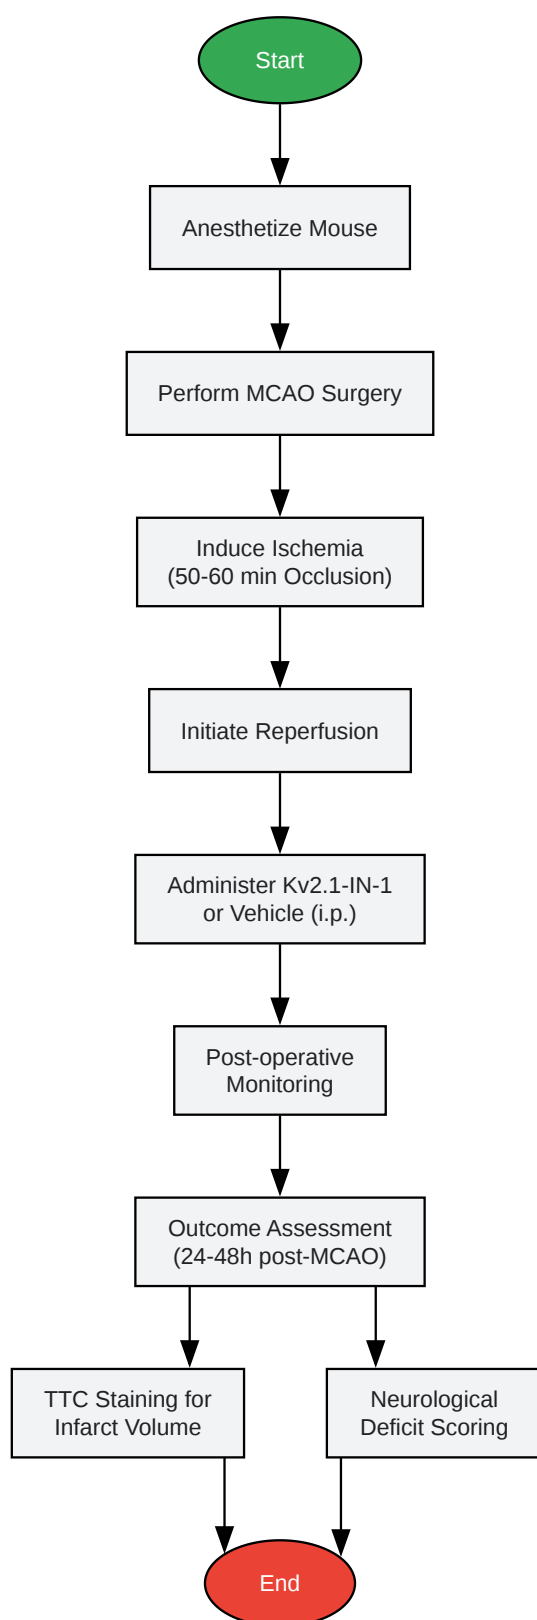 Start
Anesthetize Mouse
Perform MCAO Surgery
Induce Ischemia
(50-60 min Occlusion)
Initiate Reperfusion
Administer Kv2.1-IN-1
or Vehicle (i.p.)
Post-operative
Monitoring
Outcome Assessment
(24-48h post-MCAO)
TTC Staining for
Infarct Volume
Neurological
Deficit Scoring
End